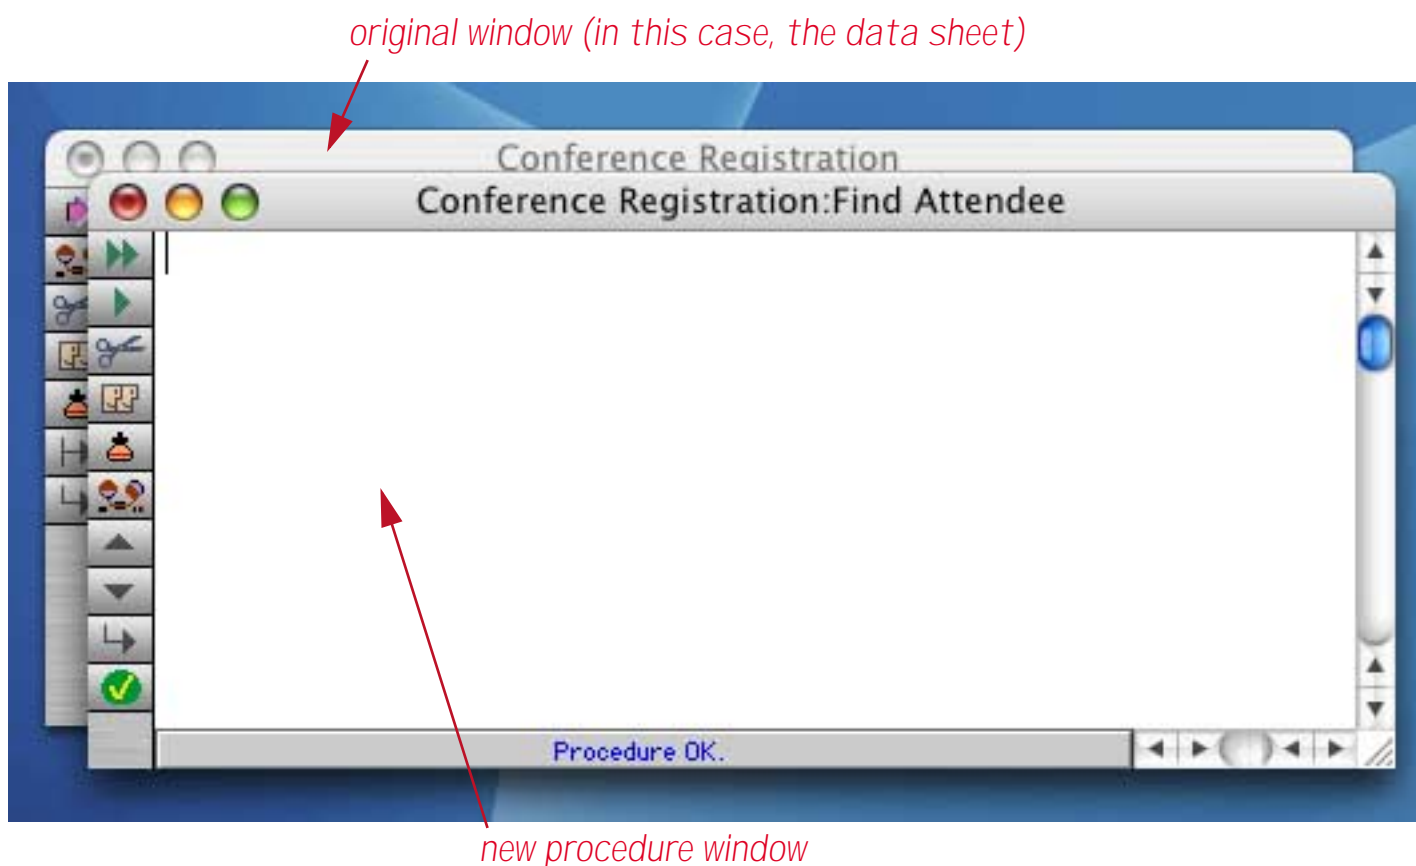 original window (in this case, the data sheet)
Conference Registration
Conference Registration:Find Attendee
Procedure OK.
new procedure window